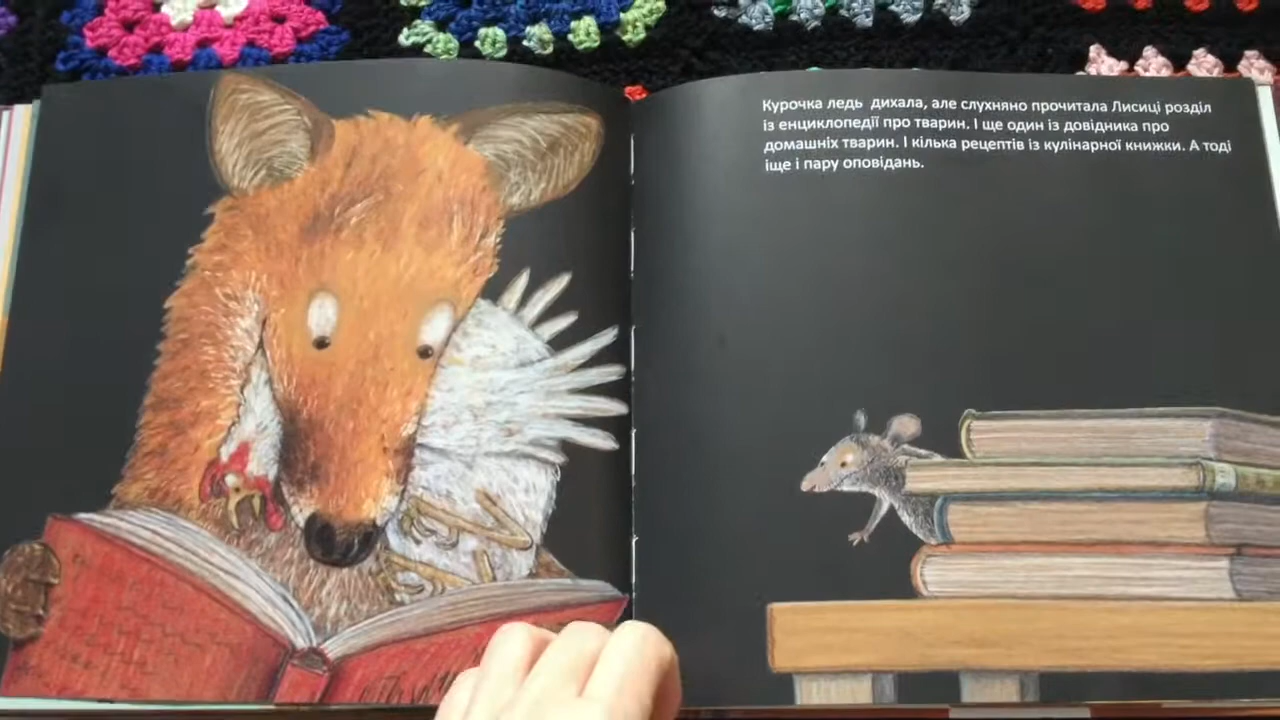 Курочка ледь дихала, але слухняно прочитала Лисиці розділ
із енциклопедії про тварин. І ще один із довідника про
домашніх тварин. І кілька рецептів із кулінарної книжки. А тоді
іще і пару оповідань.